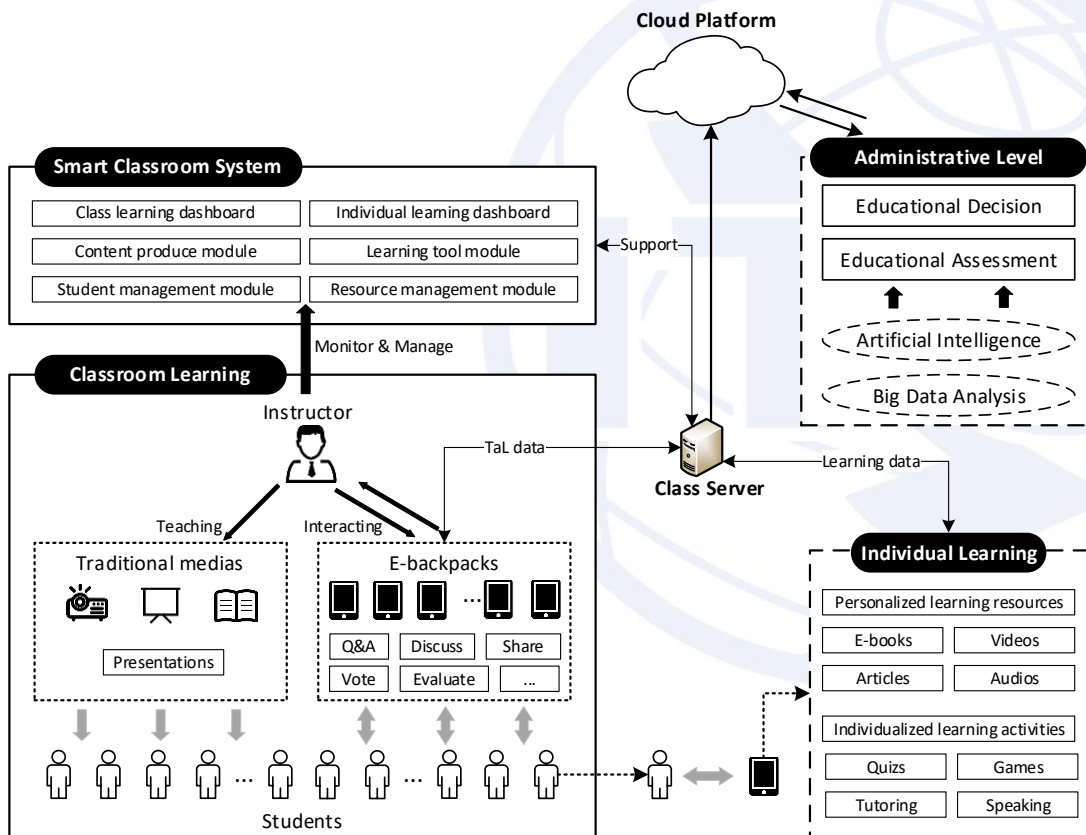 Cloud Platform
Smart Classroom System
Class learning dashboard
Individual learning dashboard
Content produce module
Learning tool module
Student management module
Resource management module
Support
Administrative Level
Educational Decision
Educational Assessment
Artificial Intelligence
Big Data Analysis
Monitor & Manage
Classroom Learning
Instructor
TaL data
Class Server
Learning data
Teaching
Interacting
Traditional medias
Presentations
E-backpacks
...
Q&A
Discuss
Share
Vote
Evaluate
...
... ...
Students
Individual Learning
Personalized learning resources
E-books
Videos
Articles
Audios
Individualized learning activities
Quizs
Games
Tutoring
Speaking